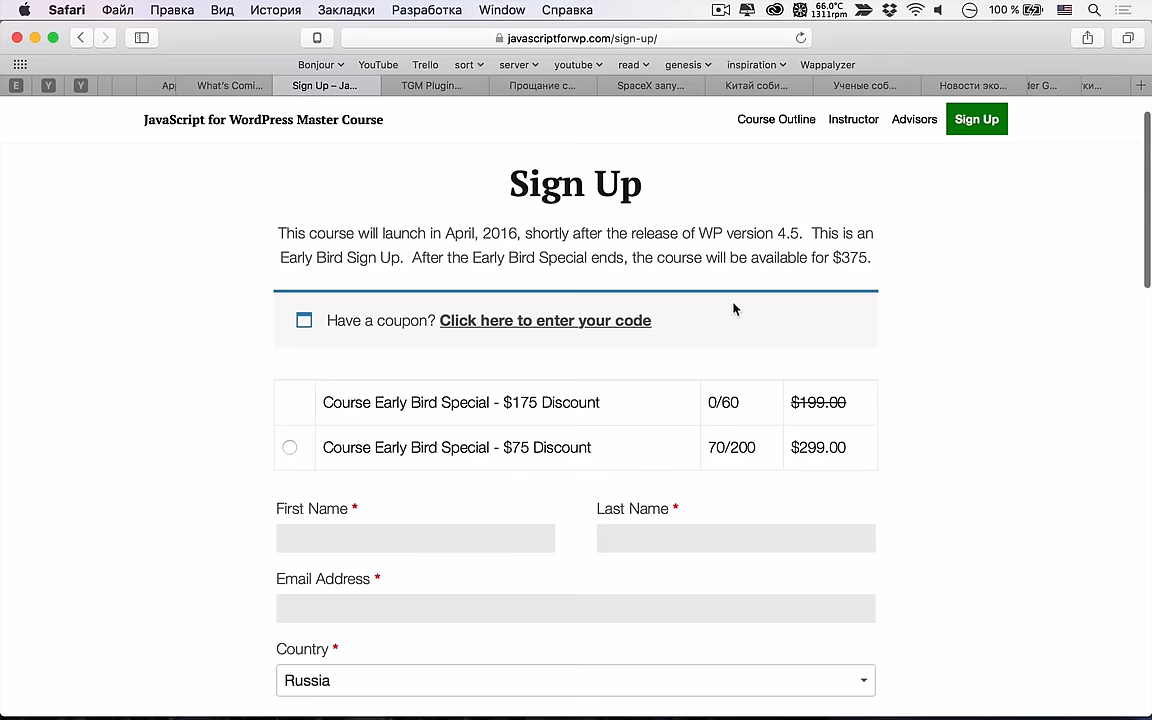 Safari Файл Правка Вид История Закладки Разработка Window Справка 66.0°C 1311rpm 100 %
javascriptforwp.com/sign-up/
Bonjour YouTube Trello sort server youtube read genesis inspiration Wappalyzer
E Y Y Ap What's Comi... Sign Up – Ja... TGM Plugin... Прощание с... SpaceX запу... Китай соби... Ученые соб... Новости эко... der G... ки...
JavaScript for WordPress Master Course Course Outline Instructor Advisors Sign Up
Sign Up
This course will launch in April, 2016, shortly after the release of WP version 4.5. This is an
Early Bird Sign Up. After the Early Bird Special ends, the course will be available for $375.
Have a coupon? Click here to enter your code
Course Early Bird Special - $175 Discount 0/60 $199.00
Course Early Bird Special - $75 Discount 70/200 $299.00
First Name * Last Name *
Email Address *
Country *
Russia